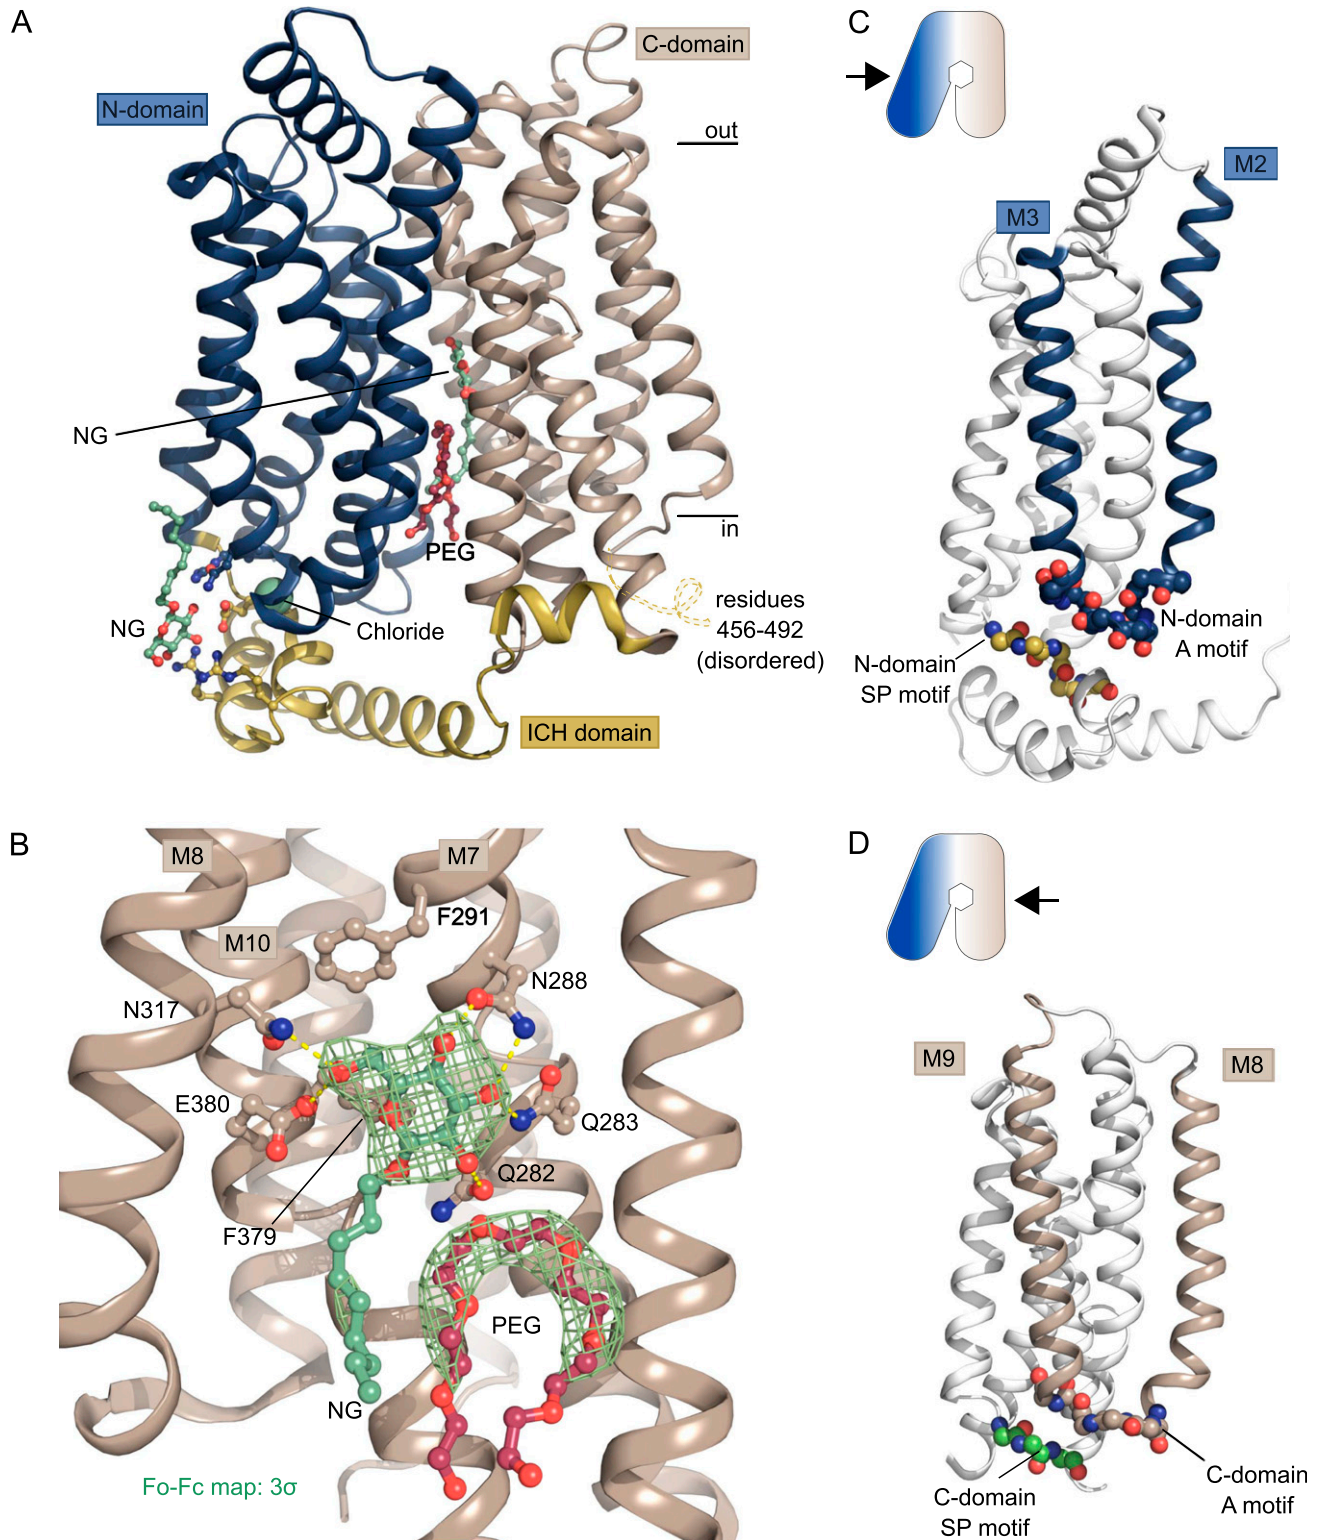 A
C-domain
N-domain
out
NG
in
PEG
NG
Chloride
residues
456-492
(disordered)
ICH domain
C
M2
M3
N-domain
A motif
N-domain
SP motif
B
M8
M7
F291
M10
N288
N317
E380
Q283
Q282
F379
PEG
NG
Fo-Fc map: 3σ
D
M9
M8
C-domain
A motif
C-domain
SP motif